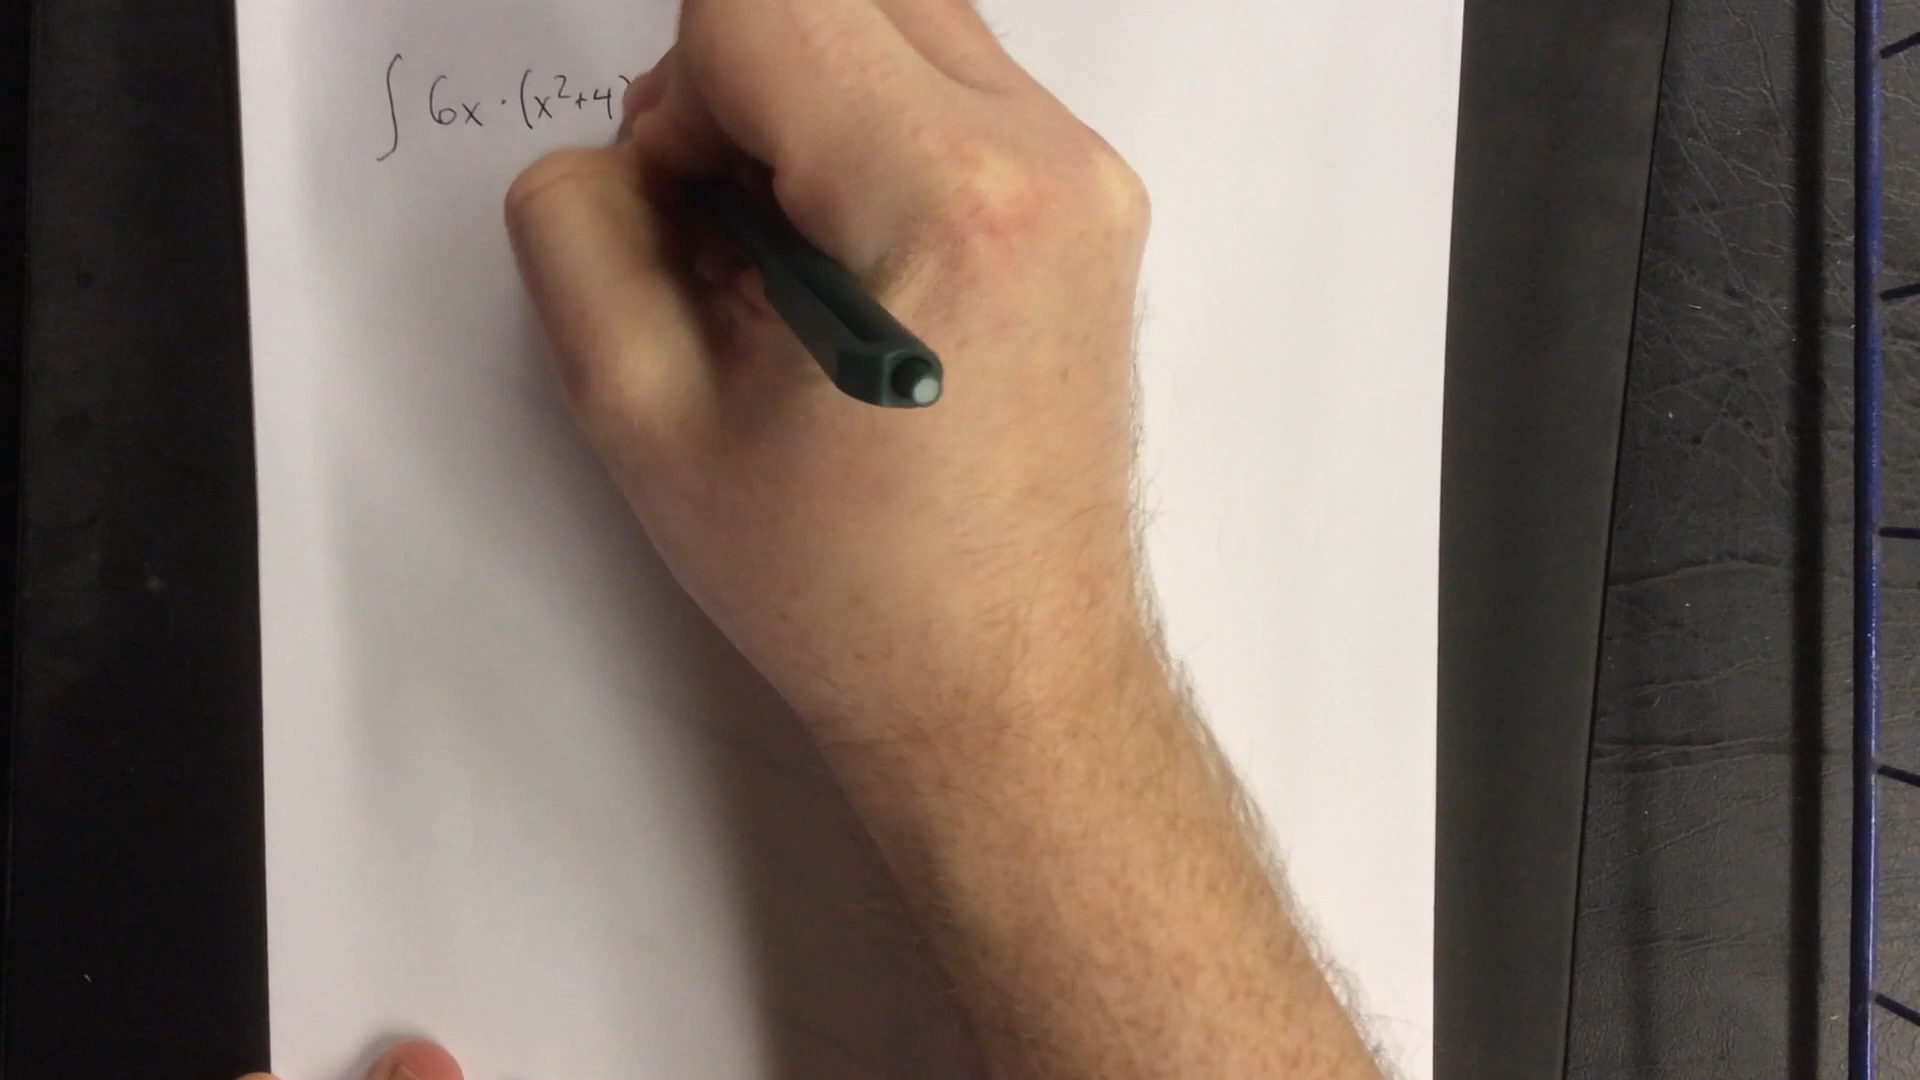 ∫ 6x · (x²+4)